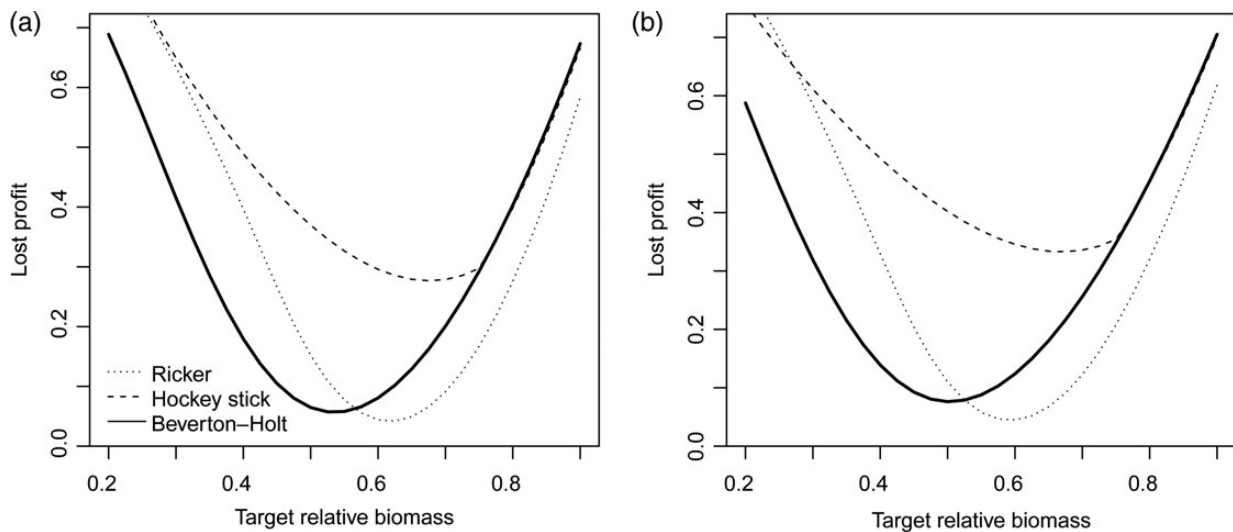 (a)
Lost profit
0.6
0.4
0.2
0.0
Ricker
Hockey stick
Beverton–Holt
0.2 0.4 0.6 0.8
Target relative biomass
(b)
Lost profit
0.6
0.4
0.2
0.0
0.2 0.4 0.6 0.8
Target relative biomass